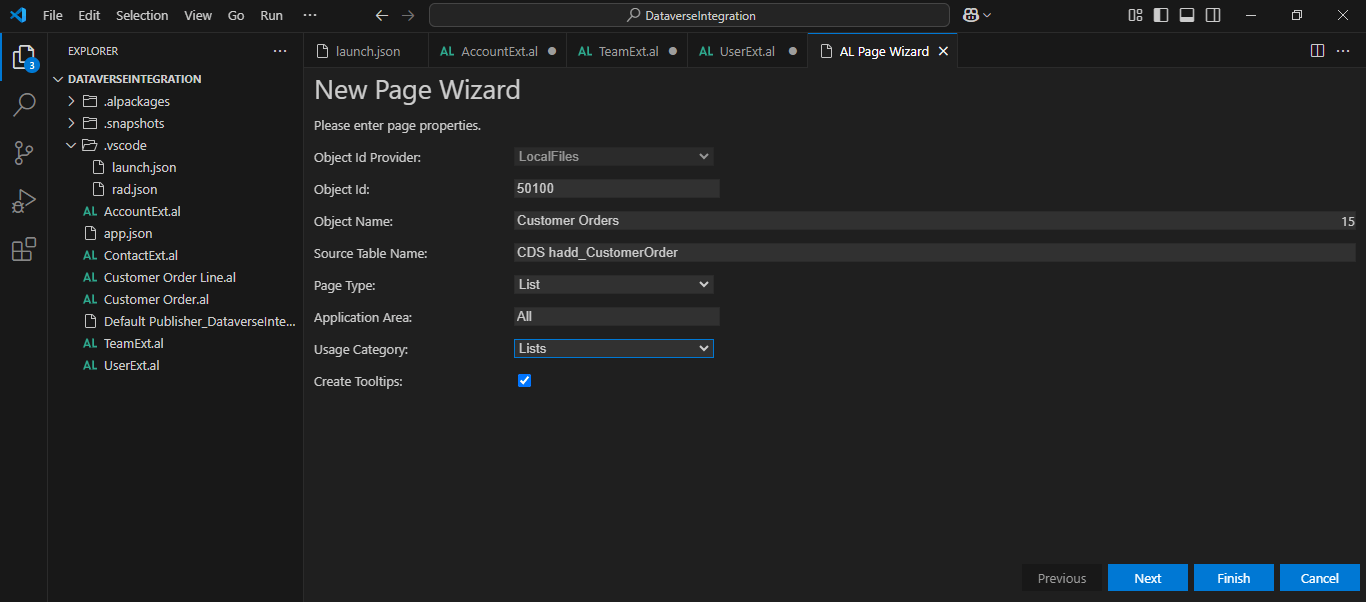 File Edit Selection View Go Run ··· DataverseIntegration
EXPLORER ···
DATAVERSEINTEGRATION
.alpackages
.snapshots
.vscode
launch.json
rad.json
AL AccountExt.al
app.json
AL ContactExt.al
AL Customer Order Line.al
AL Customer Order.al
Default Publisher_DataverseInte...
AL TeamExt.al
AL UserExt.al
3
launch.json AL AccountExt.al AL TeamExt.al AL UserExt.al AL Page Wizard
New Page Wizard
Please enter page properties.
Object Id Provider: LocalFiles
Object Id: 50100
Object Name: Customer Orders 15
Source Table Name: CDS hadd_CustomerOrder
Page Type: List
Application Area: All
Usage Category: Lists
Create Tooltips:
Previous Next Finish Cancel